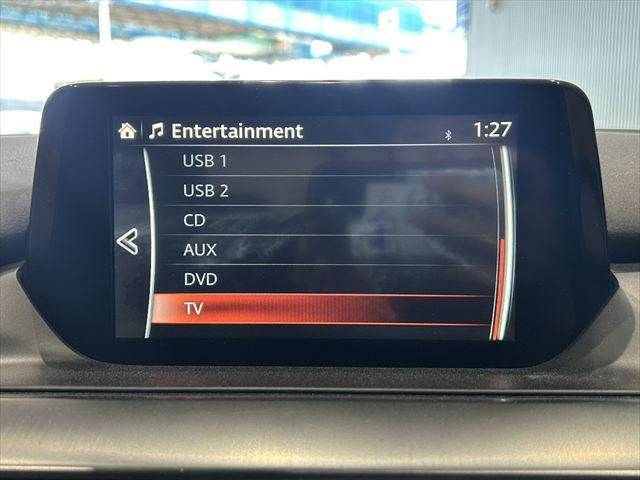 Entertainment 1:27
USB 1
USB 2
CD
AUX
DVD
TV